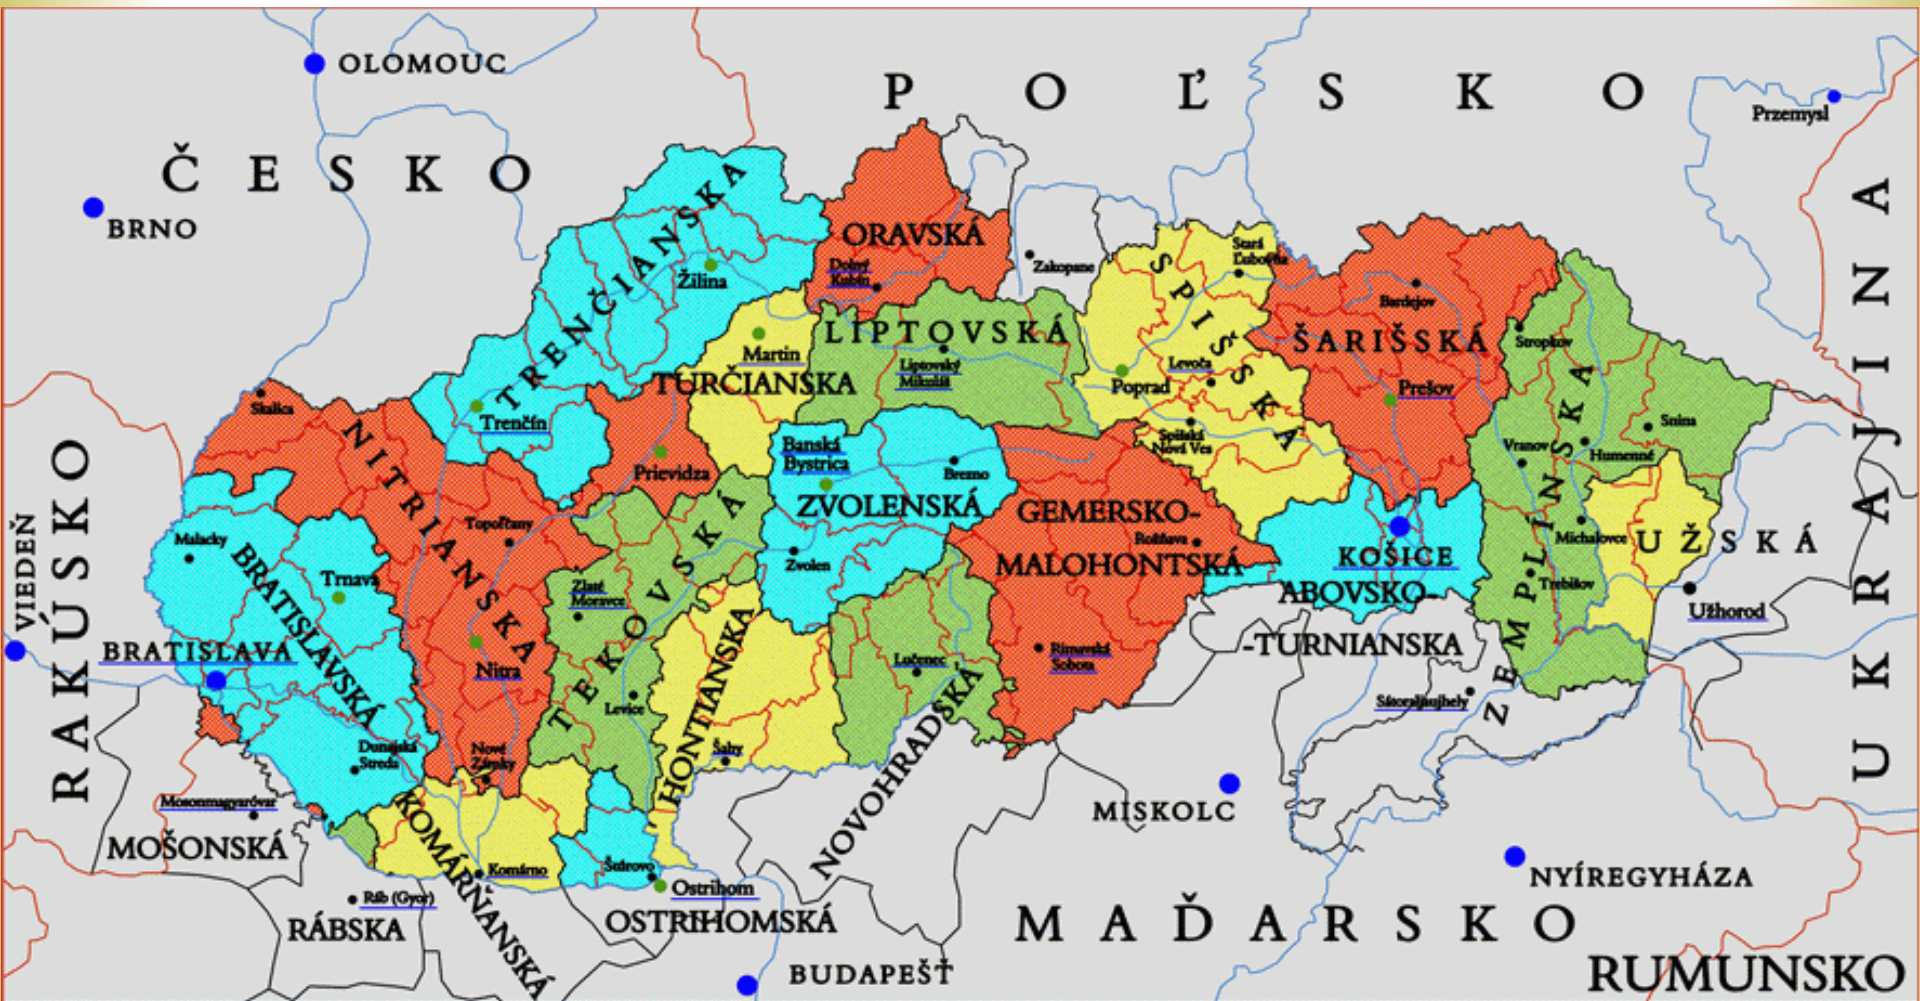 OLOMOUC
POĽSKO
Przemysl
ČESKO
BRNO
TRENČIANSKA
ORAVSKÁ
Žilina
Dolný
Kubín
Zakopane
SPIŠSKÁ
Stará
Ľubovňa
Bardejov
ŠARIŠSKÁ
Stropkov
UKRAJINA
LIPTOVSKÁ
Martin
Liptovský
Mikuláš
Levoča
Poprad
Prešov
TURČIANSKA
Skalica
Trenčín
NITRIANSKA
Banská
Bystrica
Prievidza
Brezno
Spišská
Nová Ves
Vranov
Humenné
Snina
ZEMPLÍNSKA
RAKÚSKO
VIEDEŇ
ZVOLENSKÁ
GEMERSKO-
MALOHONTSKÁ
Rožňava
Topoľčany
Malacky
BRATISLAVSKÁ
Trnava
TEKOVSKÁ
Zlaté
Moravce
Zvolen
KOŠICE
ABOVSKO-
-TURNIANSKA
Michalovce
UŽSKÁ
Trebišov
Užhorod
BRATISLAVA
Nitra
HONTIANSKA
Lučenec
Rimavská
Sobota
Levice
Sátoraljaujhely
Dunajská
Streda
Nové
Zámky
Šahy
NOVOHRADSKÁ
Mosonmagyaróvar
MOŠONSKÁ
KOMÁRŇANSKÁ
Komárno
Štúrovo
Ostrihom
OSTRIHOMSKÁ
MISKOLC
NYÍREGYHÁZA
Ráb (Gyor)
RÁBSKA
MAĎARSKO
BUDAPEŠŤ
RUMUNSKO